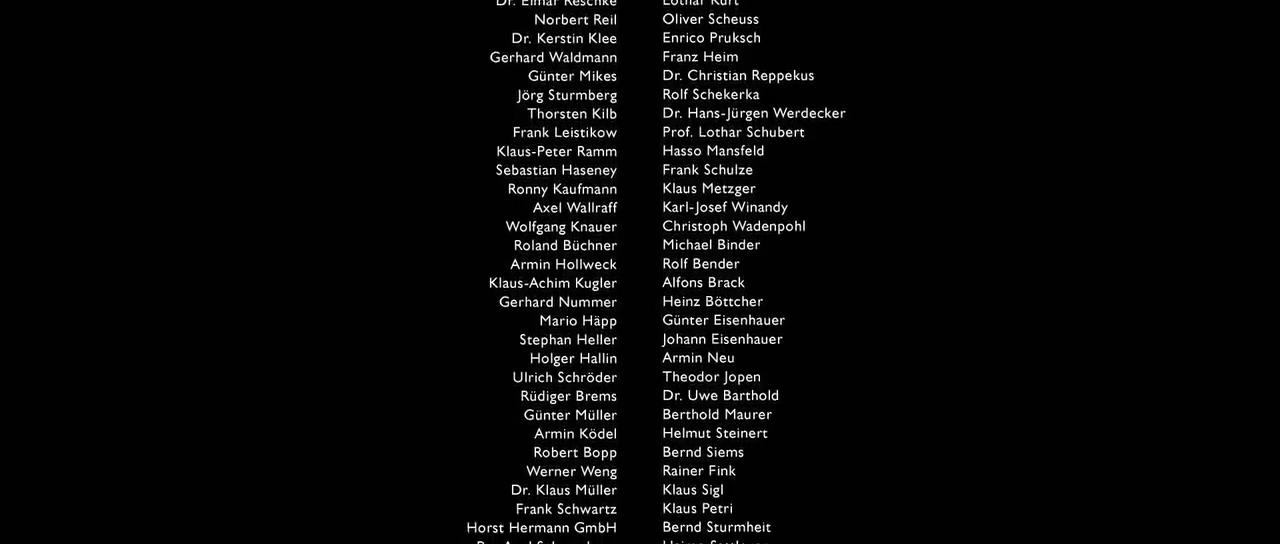 Dr. Elmar Reschke Lothar Kurt
Norbert Reil Oliver Scheuss
Dr. Kerstin Klee Enrico Pruksch
Gerhard Waldmann Franz Heim
Günter Mikes Dr. Christian Reppekus
Jörg Sturmberg Rolf Schekerka
Thorsten Kilb Dr. Hans-Jürgen Werdecker
Frank Leistikow Prof. Lothar Schubert
Klaus-Peter Ramm Hasso Mansfeld
Sebastian Haseney Frank Schulze
Ronny Kaufmann Klaus Metzger
Axel Wallraff Karl-Josef Winandy
Wolfgang Knauer Christoph Wadenpohl
Roland Büchner Michael Binder
Armin Hollweck Rolf Bender
Klaus-Achim Kugler Alfons Brack
Gerhard Nummer Heinz Böttcher
Mario Häpp Günter Eisenhauer
Stephan Heller Johann Eisenhauer
Holger Hallin Armin Neu
Ulrich Schröder Theodor Jopen
Rüdiger Brems Dr. Uwe Barthold
Günter Müller Berthold Maurer
Armin Ködel Helmut Steinert
Robert Bopp Bernd Siems
Werner Weng Rainer Fink
Dr. Klaus Müller Klaus Sigl
Frank Schwartz Klaus Petri
Horst Hermann GmbH Bernd Sturmheit